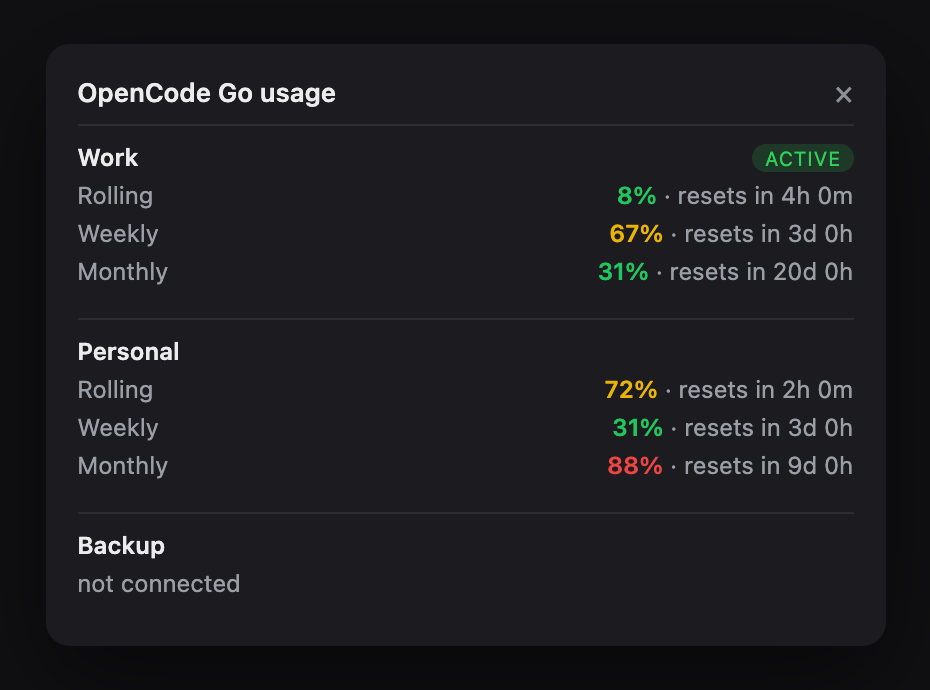 OpenCode Go usage ×
Work ACTIVE
Rolling 8% · resets in 4h 0m
Weekly 67% · resets in 3d 0h
Monthly 31% · resets in 20d 0h
Personal
Rolling 72% · resets in 2h 0m
Weekly 31% · resets in 3d 0h
Monthly 88% · resets in 9d 0h
Backup
not connected